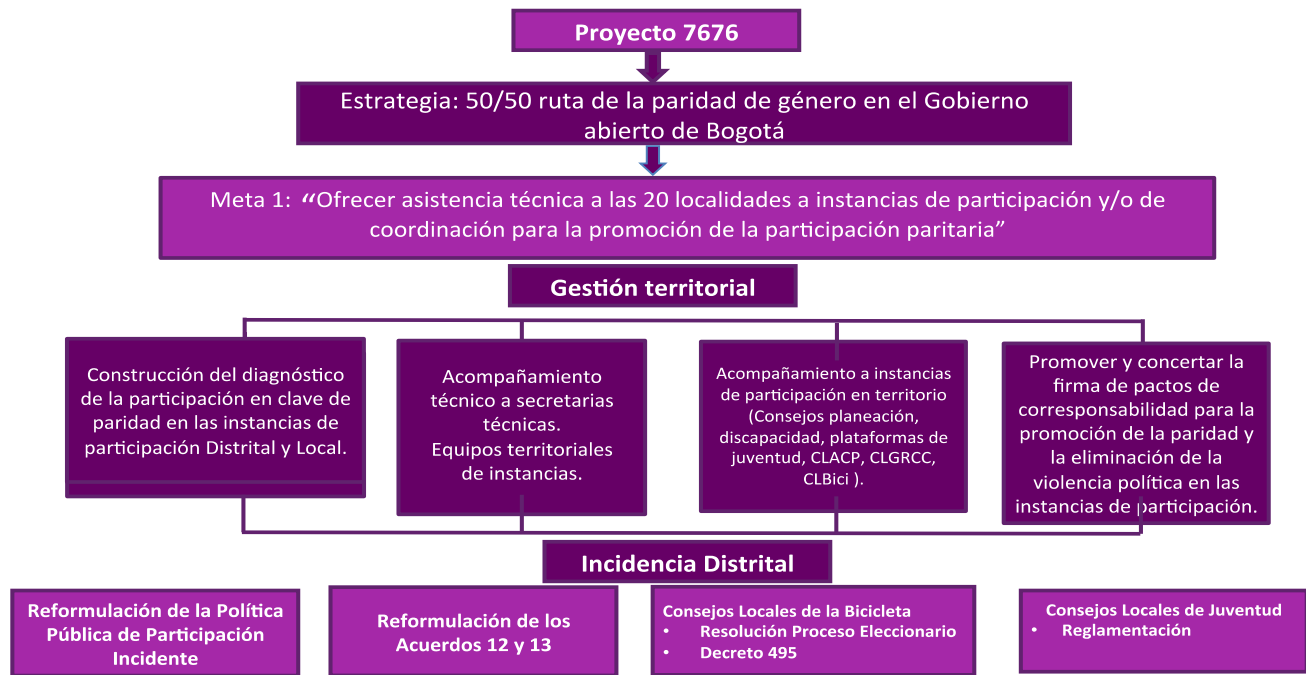 Proyecto 7676
Estrategia: 50/50 ruta de la paridad de género en el Gobierno
abierto de Bogotá
Meta 1: “Ofrecer asistencia técnica a las 20 localidades a instancias de participación y/o de
coordinación para la promoción de la participación paritaria”
Gestión territorial
Construcción del diagnóstico
de la participación en clave de
paridad en las instancias de
participación Distrital y Local.
Acompañamiento
técnico a secretarias
técnicas.
Equipos territoriales
de instancias.
Acompañamiento a instancias
de participación en territorio
(Consejos planeación,
discapacidad, plataformas de
juventud, CLACP, CLGRCC,
CLBici ).
Promover y concertar la
firma de pactos de
corresponsabilidad para la
promoción de la paridad y
la eliminación de la
violencia política en las
instancias de participación.
Incidencia Distrital
Reformulación de la Política
Pública de Participación
Incidente
Reformulación de los
Acuerdos 12 y 13
Consejos Locales de la Bicicleta
• Resolución Proceso Eleccionario
• Decreto 495
Consejos Locales de Juventud
• Reglamentación